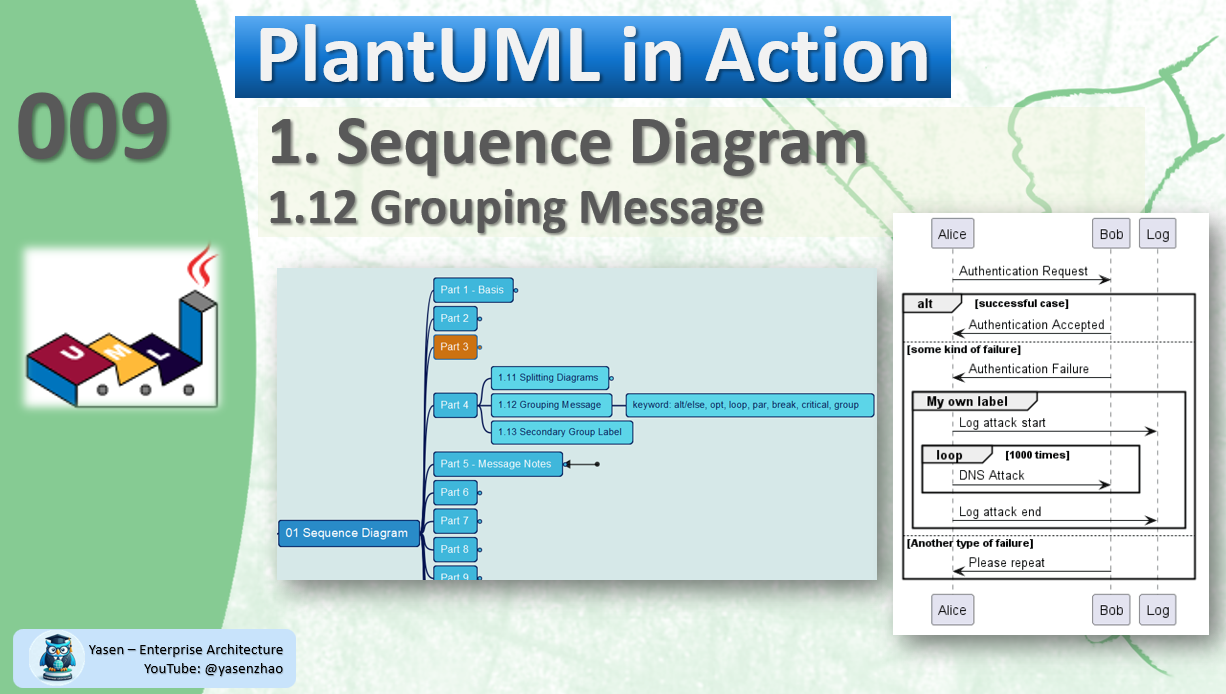 PlantUML in Action
009
1. Sequence Diagram
1.12 Grouping Message
UML
Part 1 - Basis
Part 2
Part 3
Part 4
1.11 Splitting Diagrams
1.12 Grouping Message
keyword: alt/else, opt, loop, par, break, critical, group
1.13 Secondary Group Label
Part 5 - Message Notes
Part 6
Part 7
01 Sequence Diagram
Part 8
Part 9
Alice Bob Log
Authentication Request
alt [successful case]
Authentication Accepted
[some kind of failure]
Authentication Failure
My own label
Log attack start
loop [1000 times]
DNS Attack
Log attack end
[Another type of failure]
Please repeat
Alice Bob Log
Yasen – Enterprise Architecture
YouTube: @yasenzhao